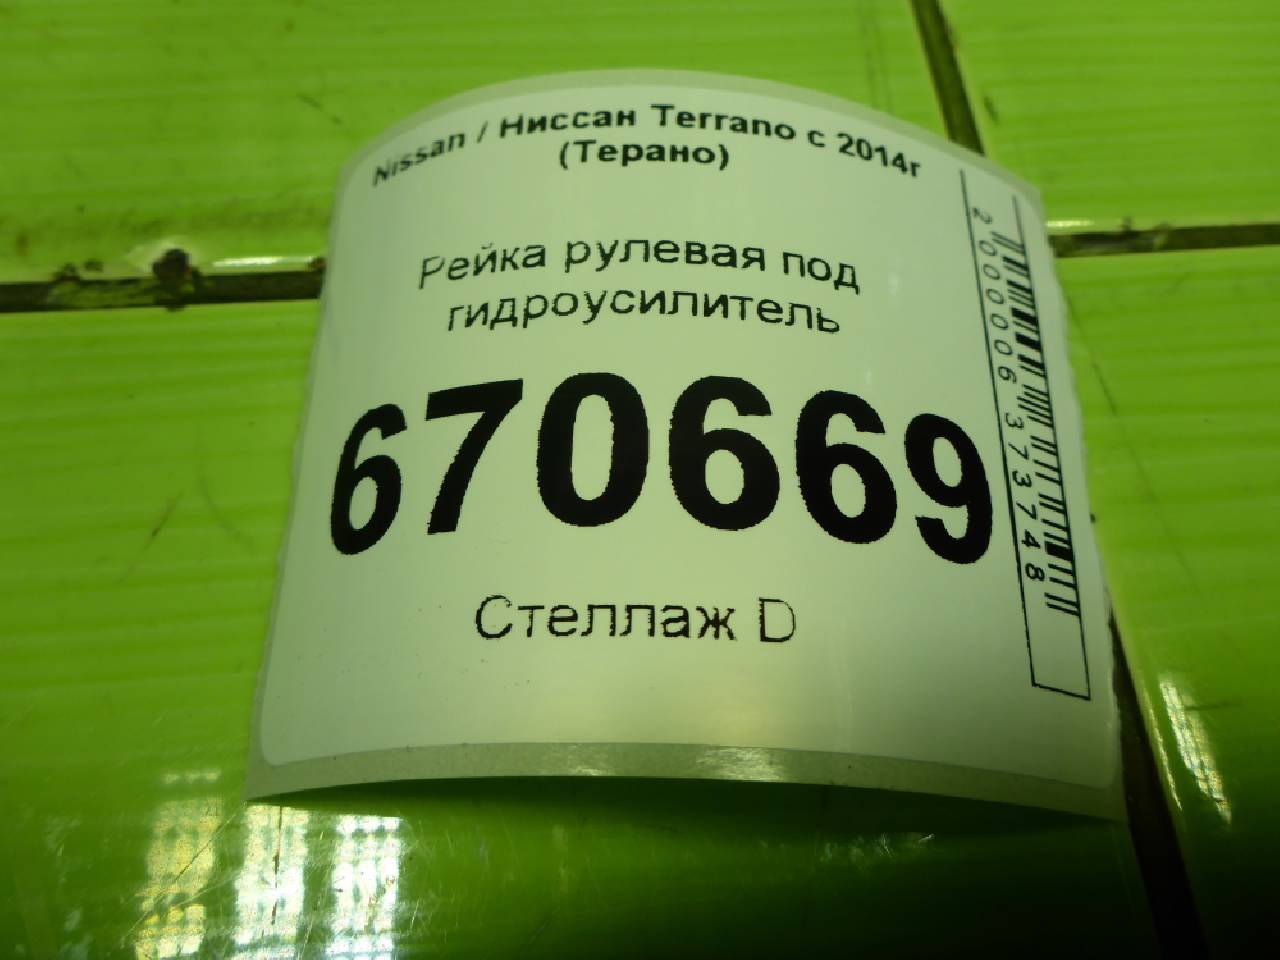 Nissan / Ниссан Terrano с 2014г
(Терано)
Рейка рулевая под
гидроусилитель
670669
Стеллаж D
2000006373748